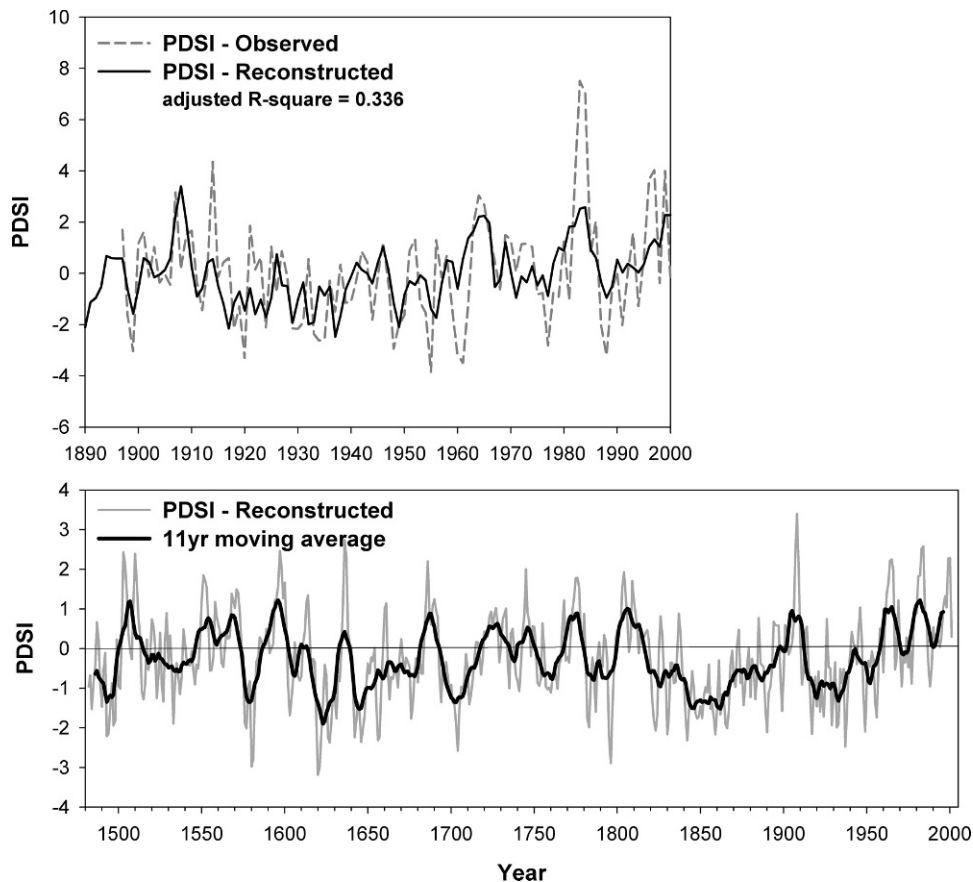 10
8
6
4
2
0
-2
-4
-6
PDSI
PDSI - Observed
PDSI - Reconstructed
adjusted R-square = 0.336
1890 1900 1910 1920 1930 1940 1950 1960 1970 1980 1990 2000
4
3
2
1
0
-1
-2
-3
-4
PDSI
PDSI - Reconstructed
11yr moving average
1500 1550 1600 1650 1700 1750 1800 1850 1900 1950 2000
Year